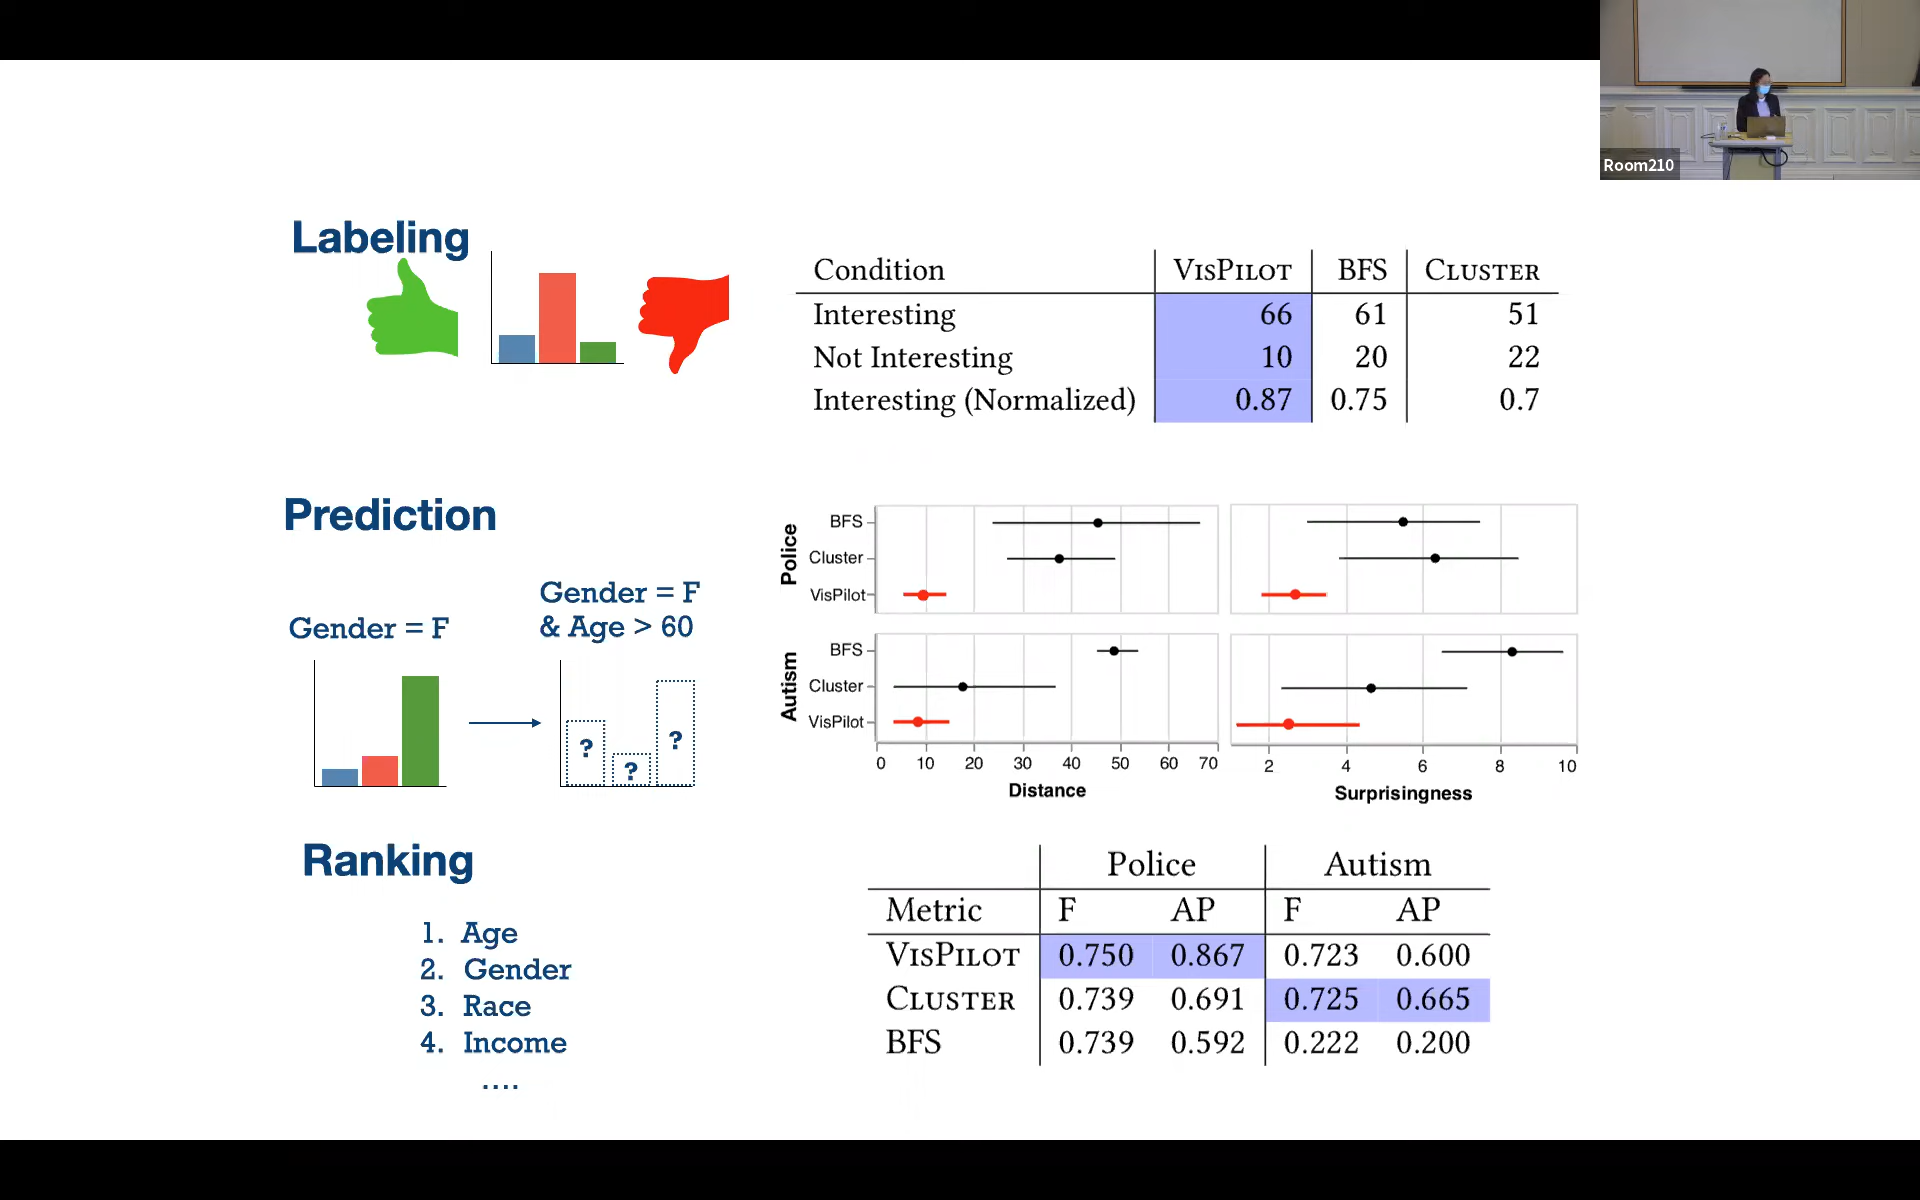 Room210
Labeling
Condition VISPILOT BFS CLUSTER
Interesting 66 61 51
Not Interesting 10 20 22
Interesting (Normalized) 0.87 0.75 0.7
Prediction
Gender = F
Gender = F
& Age > 60
? ? ?
Police
BFS
Cluster
VisPilot
Autism
BFS
Cluster
VisPilot
0 10 20 30 40 50 60 70
Distance
2 4 6 8 10
Surprisingness
Ranking
1. Age
2. Gender
3. Race
4. Income
....
Police Autism
Metric F AP F AP
VISPILOT 0.750 0.867 0.723 0.600
CLUSTER 0.739 0.691 0.725 0.665
BFS 0.739 0.592 0.222 0.200